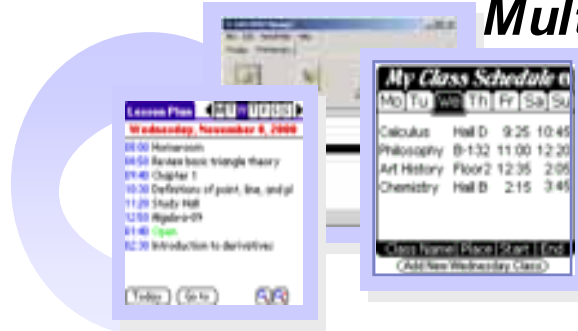 Mult
Lesson Plan M T W T F S S
Wednesday, November 8, 2000
08:00 Homeroom
08:50 Review basic triangle theory
09:40 Chapter 1
10:30 Definitions of point, line, and pl
11:20 Study Hall
12:50 Algebra-09
01:40 Open
02:30 Introduction to derivatives
Today Go to
My Class Schedule
Mo Tu We Th Fr Sa Su
Calculus Hall D 9:25 10:45
Philosophy B-132 11:00 12:20
Art History Floor2 12:35 2:05
Chemistry Hall B 2:15 3:45
Class Name Place Start End
Add New Wednesday Class